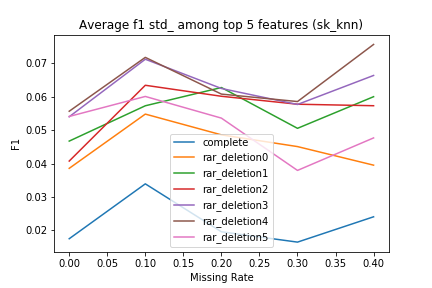 Average f1 std_ among top 5 features (sk_knn)
F1
0.07
0.06
0.05
0.04
0.03
0.02
complete
rar_deletion0
rar_deletion1
rar_deletion2
rar_deletion3
rar_deletion4
rar_deletion5
0.00 0.05 0.10 0.15 0.20 0.25 0.30 0.35 0.40
Missing Rate